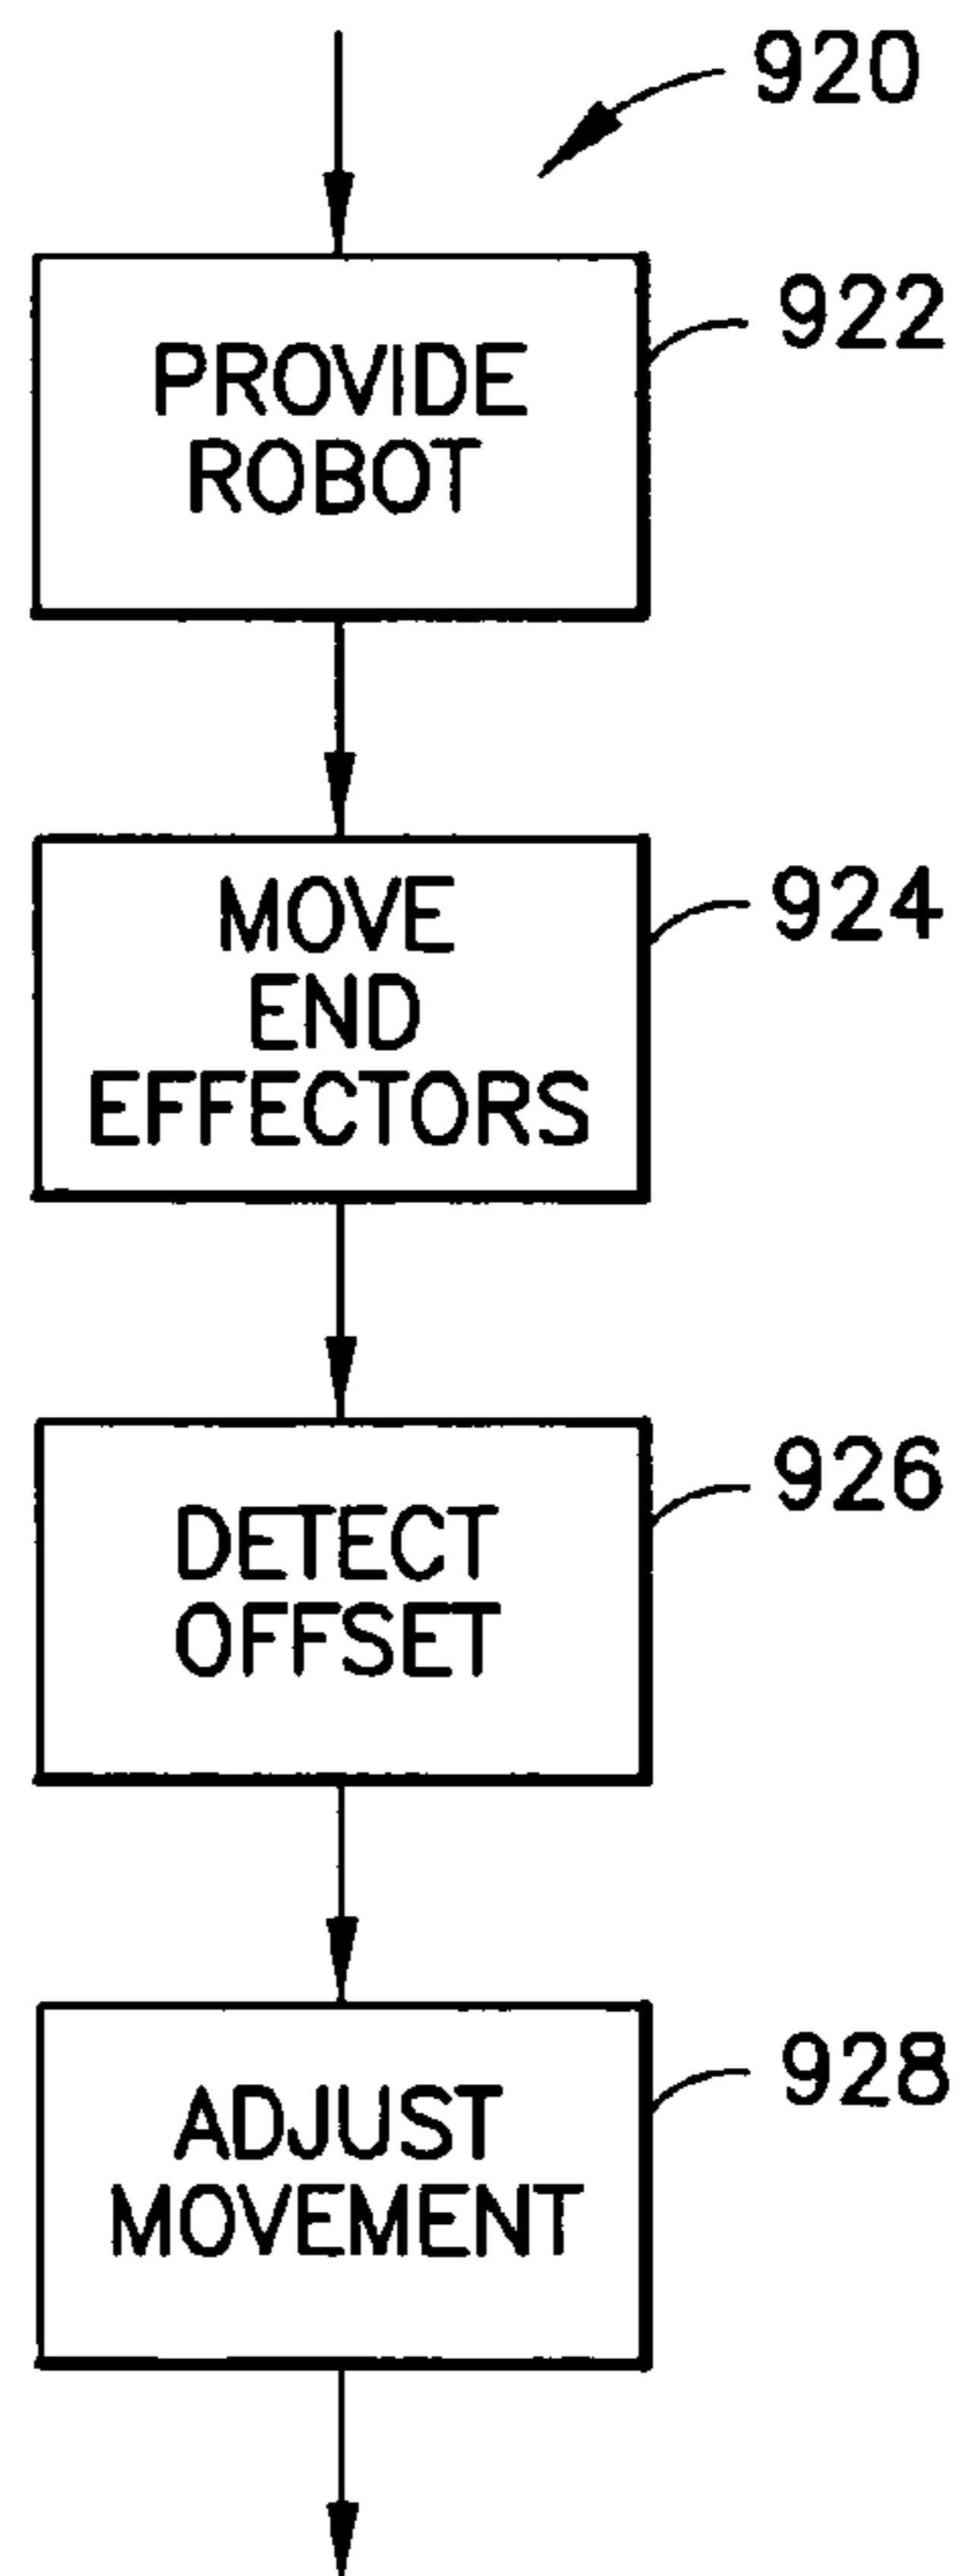 920
922
PROVIDE
ROBOT
924
MOVE
END
EFFECTORS
926
DETECT
OFFSET
928
ADJUST
MOVEMENT